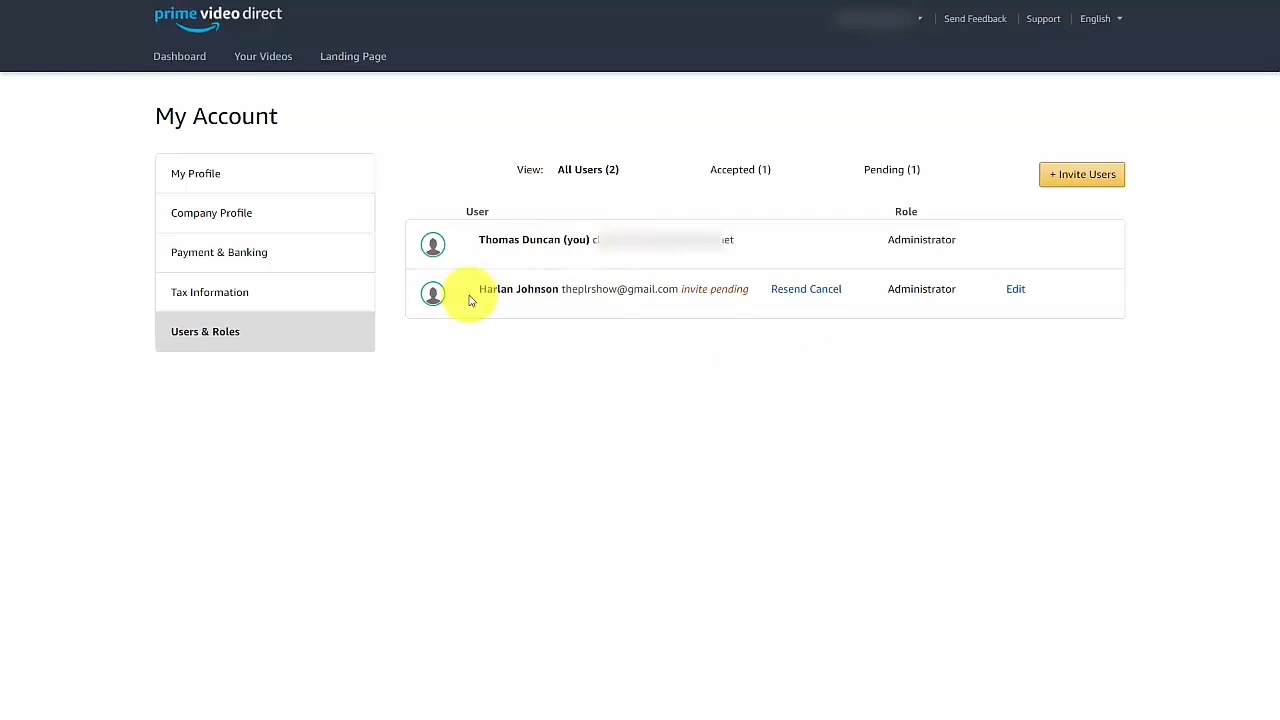 prime video direct
Send Feedback
Support
English
Dashboard
Your Videos
Landing Page
My Account
My Profile
Company Profile
Payment & Banking
Tax Information
Users & Roles
View: All Users (2) Accepted (1) Pending (1)
+ Invite Users
User Role
Thomas Duncan (you) Administrator
Harlan Johnson theplrshow@gmail.com invite pending Resend Cancel Administrator Edit